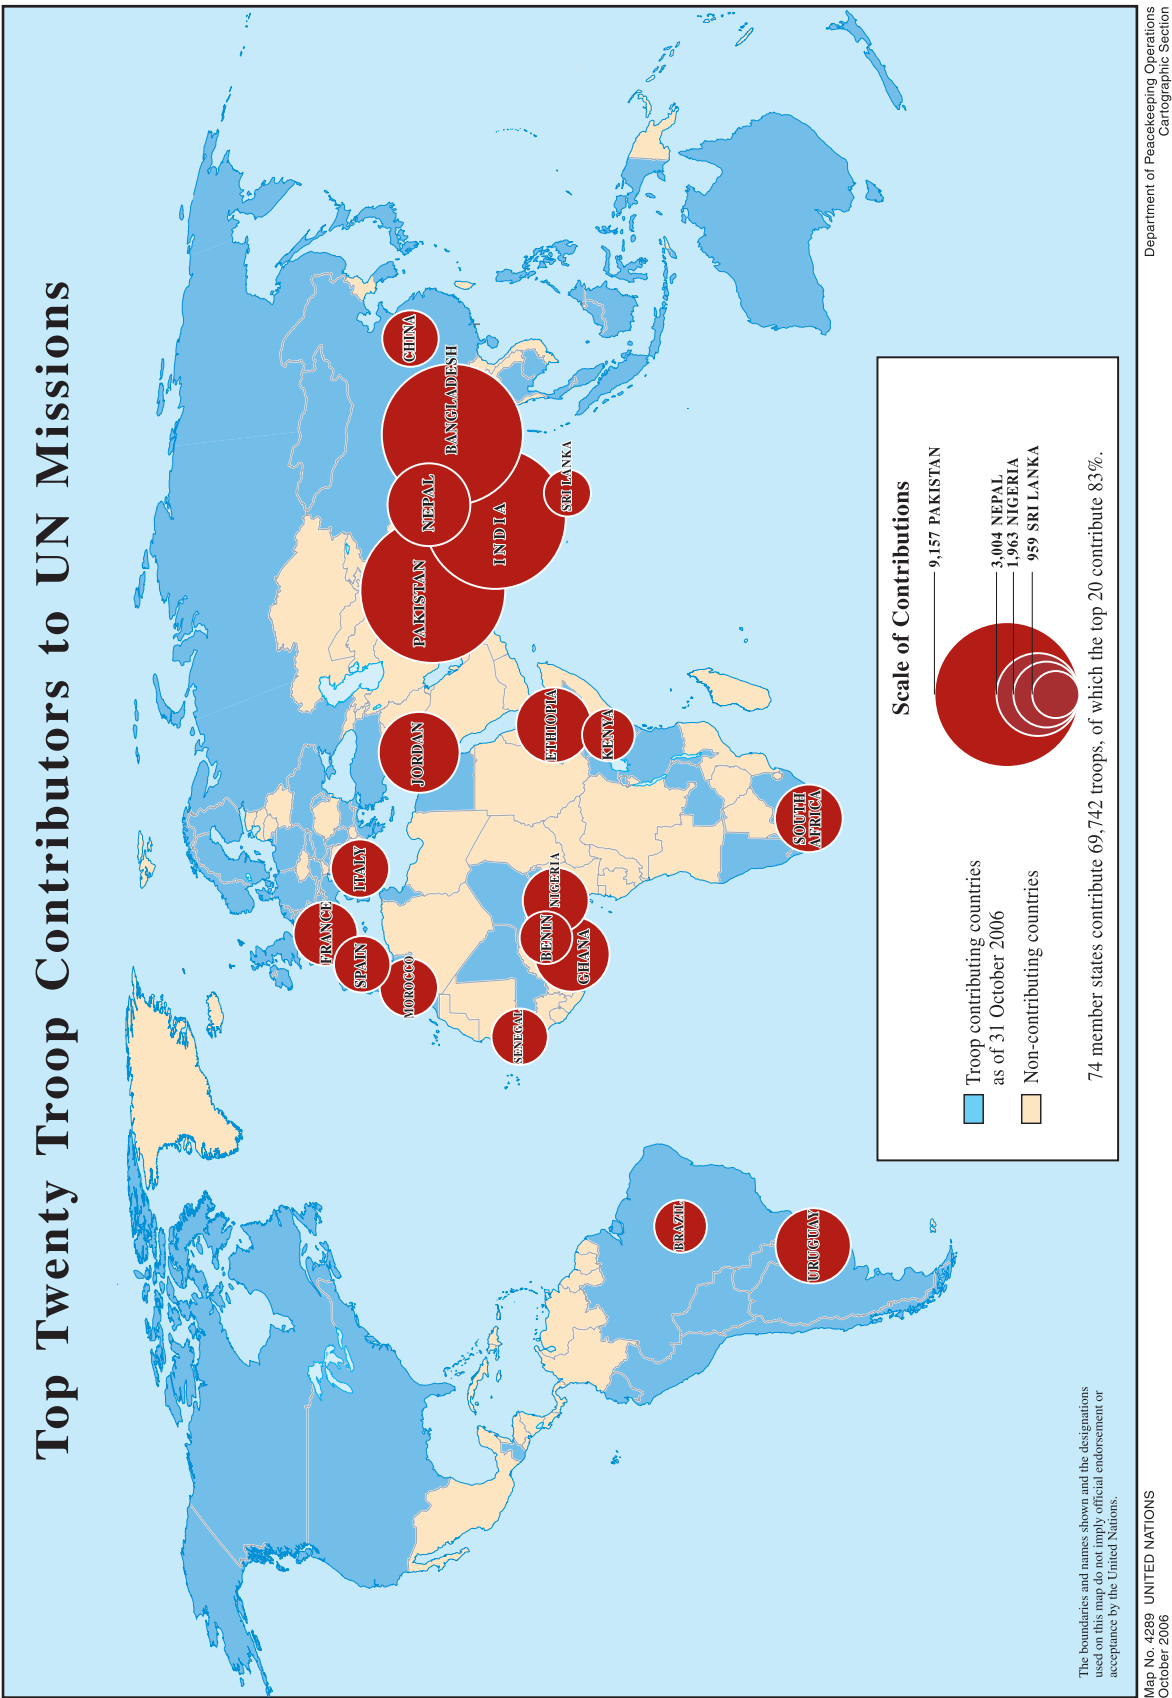 Top Twenty Troop Contributors to UN Missions
FRANCE
SPAIN
ITALY
MOROCCO
SENEGAL
BENIN
NIGERIA
GHANA
JORDAN
ETHIOPIA
KENYA
SOUTH
AFRICA
PAKISTAN
NEPAL
INDIA
BANGLADESH
CHINA
SRI LANKA
BRAZIL
URUGUAY
Scale of Contributions
9,157 PAKISTAN
3,004 NEPAL
1,963 NIGERIA
959 SRI LANKA
Troop contributing countries
as of 31 October 2006
Non-contributing countries
74 member states contribute 69,742 troops, of which the top 20 contribute 83%.
The boundaries and names shown and the designations
used on this map do not imply official endorsement or
acceptance by the United Nations.
Map No. 4289 UNITED NATIONS
October 2006
Department of Peacekeeping Operations
Cartographic Section